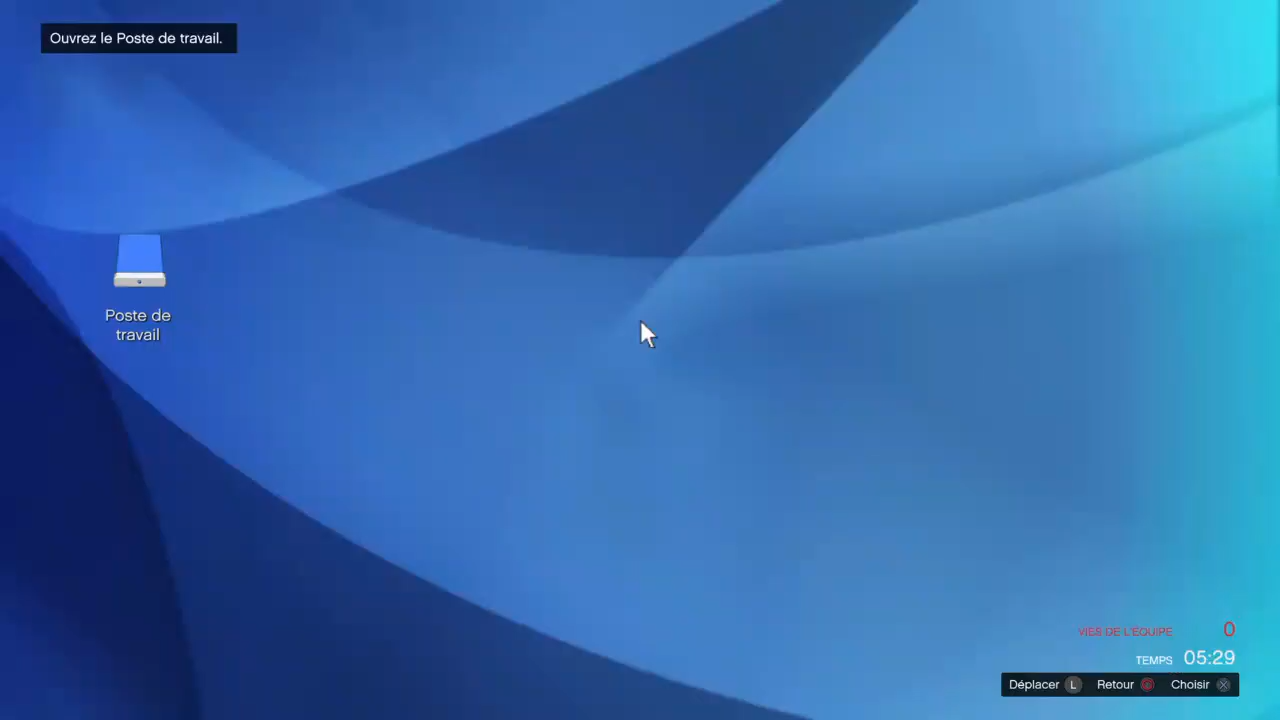 Ouvrez le Poste de travail.
Poste de
travail
VIES DE L'ÉQUIPE 0
TEMPS 05:29
Déplacer L Retour Choisir